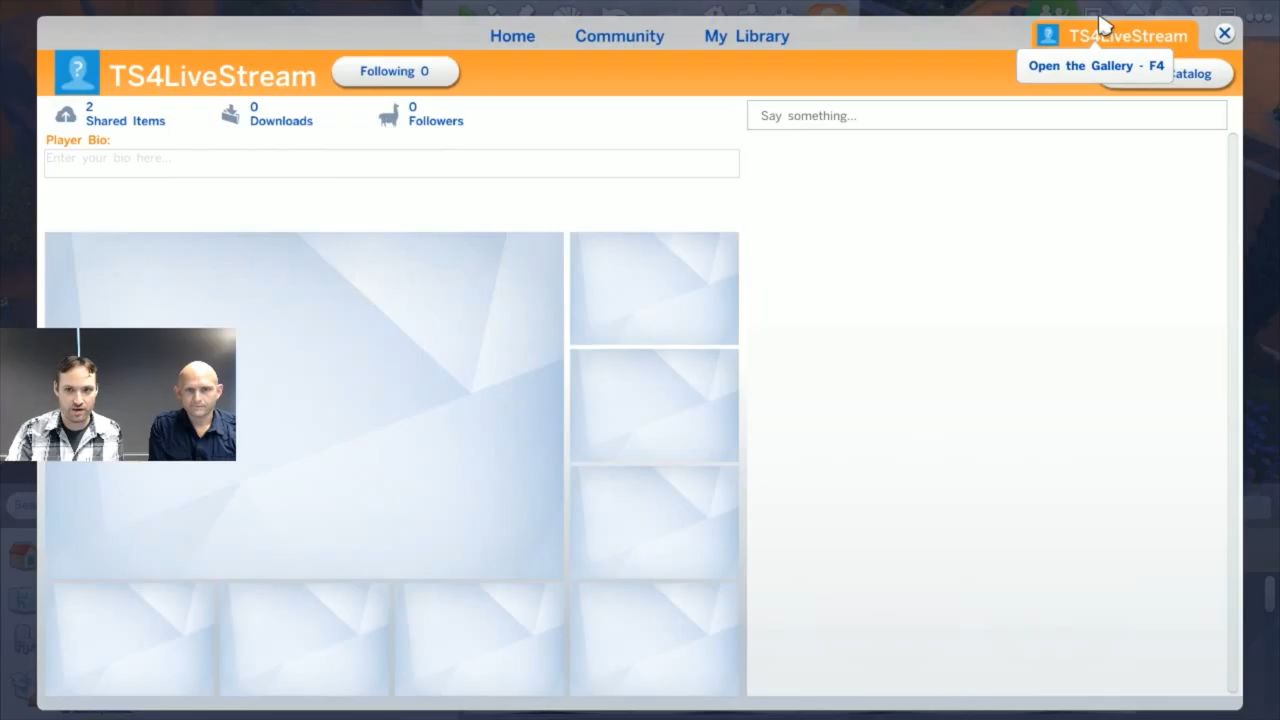 Home
Community
My Library
TS4LiveStream
TS4LiveStream
Following 0
Open the Gallery - F4
atalog
2
Shared Items
0
Downloads
0
Followers
Say something...
Player Bio:
Enter your bio here...